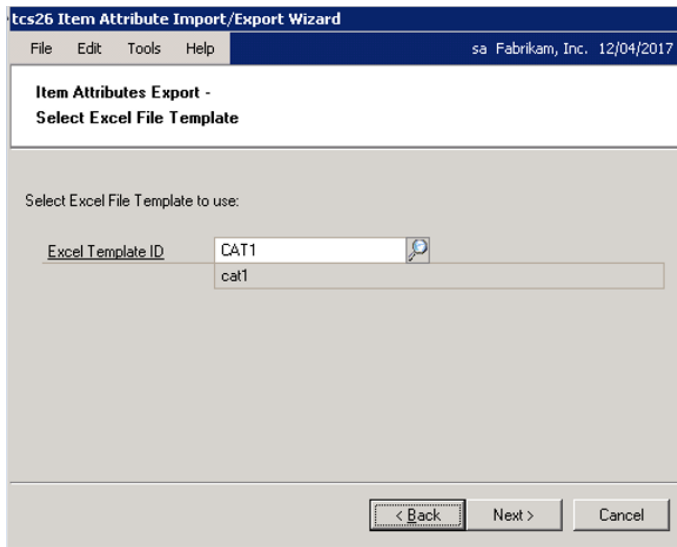 tcs26 Item Attribute Import/Export Wizard
File Edit Tools Help sa Fabrikam, Inc. 12/04/2017
Item Attributes Export -
Select Excel File Template
Select Excel File Template to use:
Excel Template ID CAT1
cat1
< Back Next > Cancel